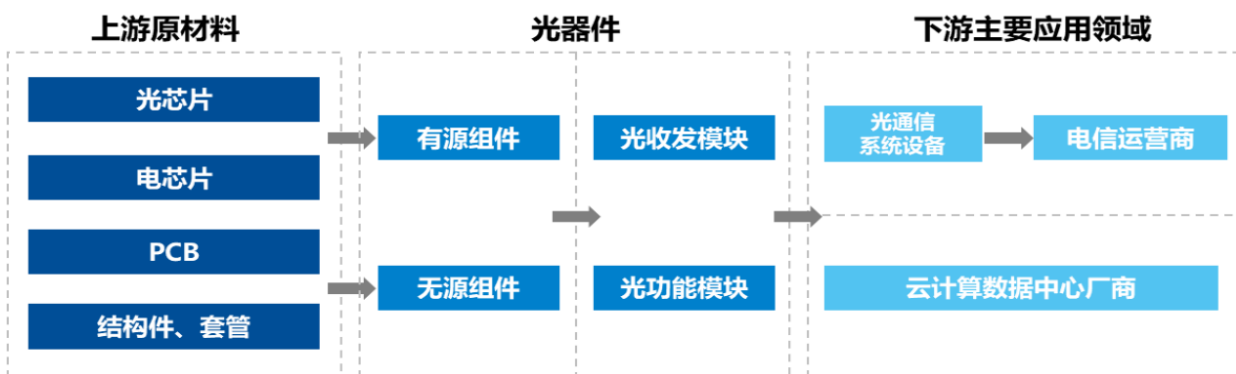 上游原材料
光器件
下游主要应用领域
光芯片
电芯片
PCB
结构件、套管
有源组件
无源组件
光收发模块
光功能模块
光通信
系统设备
电信运营商
云计算数据中心厂商